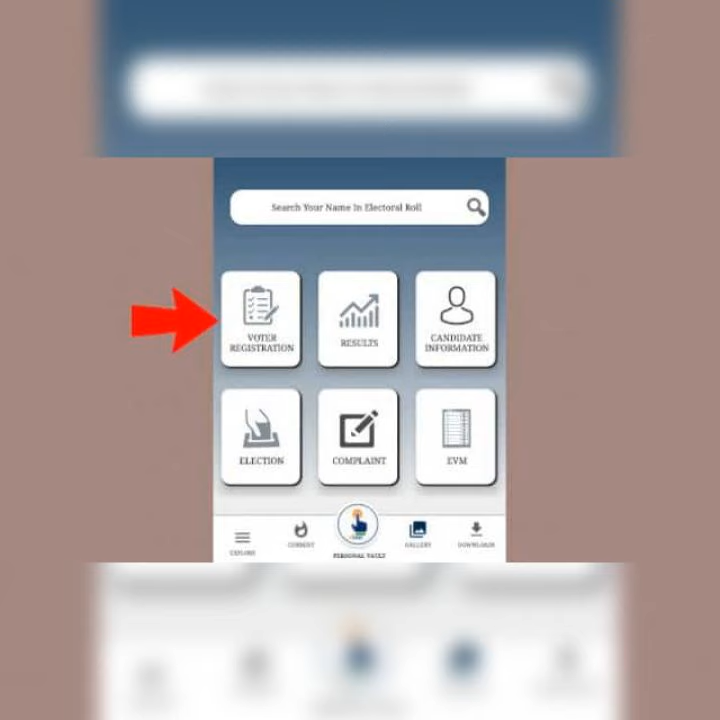 Search Your Name In Electoral Roll
VOTER
REGISTRATION
RESULTS
CANDIDATE
INFORMATION
ELECTION
COMPLAINT
EVM
EXPLORE
CURRENT
PERSONAL VAULT
GALLERY
DOWNLOADS